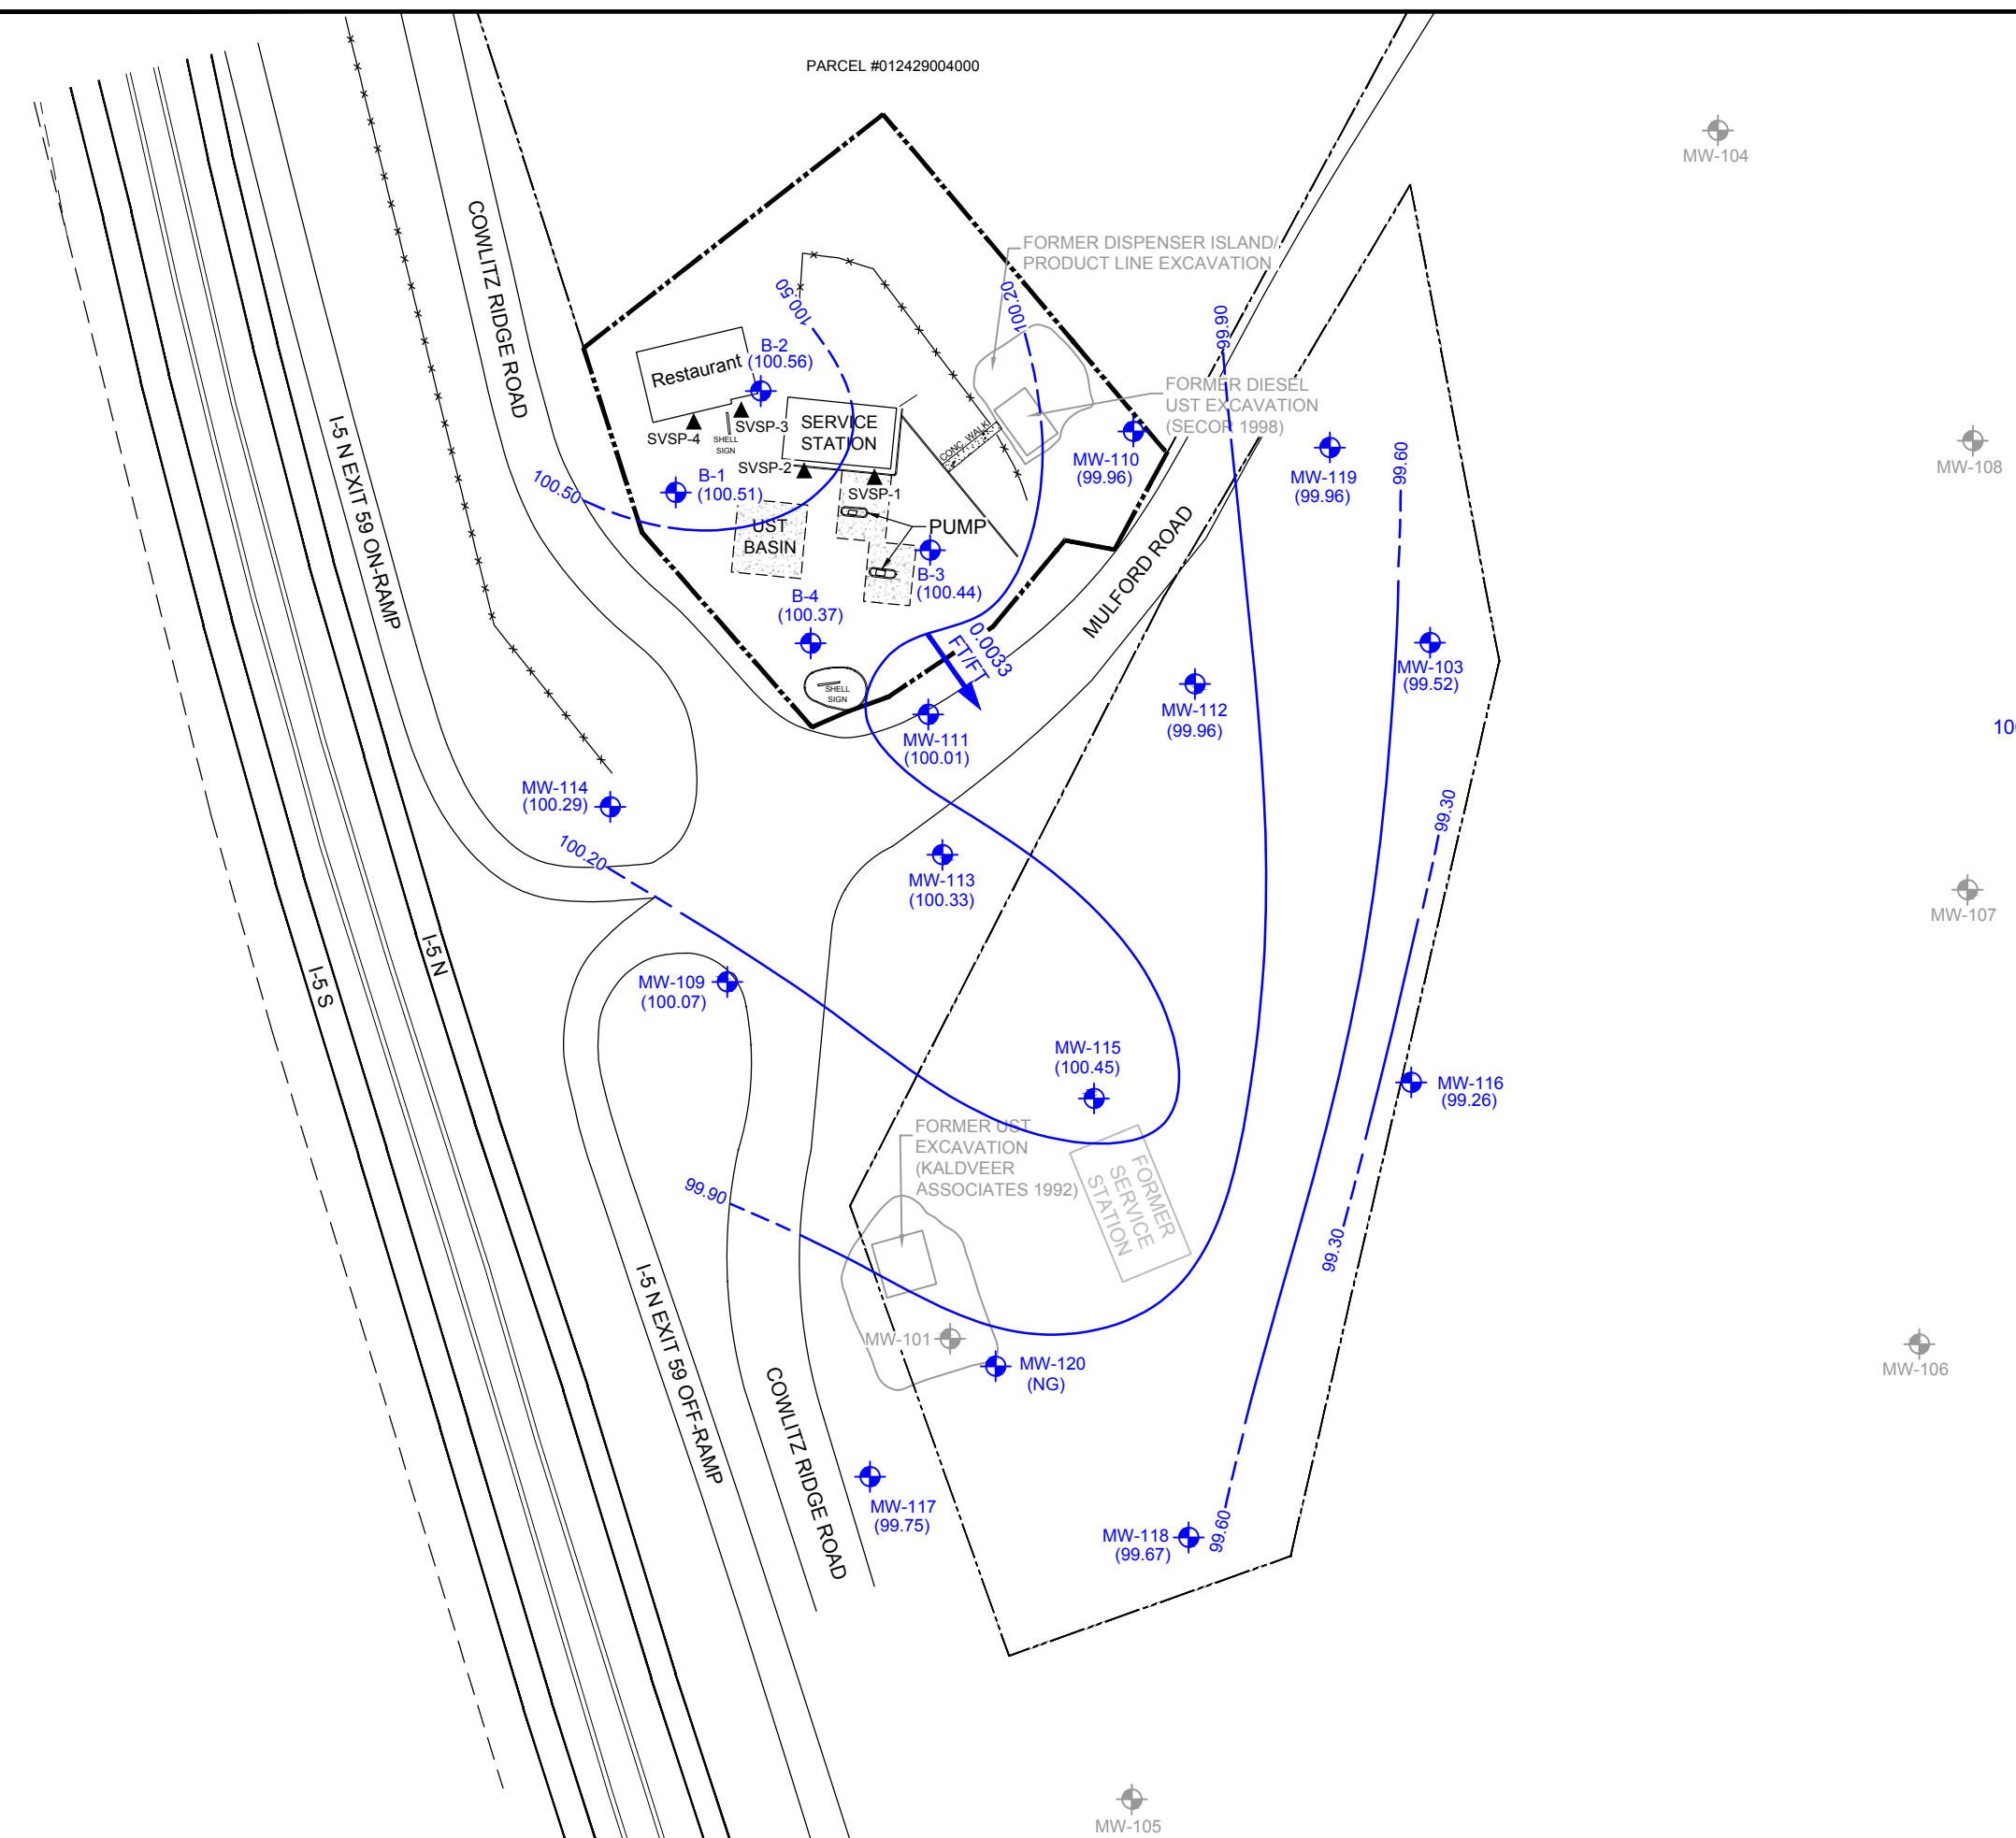 PARCEL #012429004000
MW-104
COWLITZ RIDGE ROAD
FORMER DISPENSER ISLAND/
PRODUCT LINE EXCAVATION
100.50
100.20
99.90
B-2
(100.56)
Restaurant
FORMER DIESEL
UST EXCAVATION
(SECOR 1998)
SVSP-3
SVSP-4
SHELL
SIGN
SERVICE
STATION
CONC. WALK
MW-110
(99.96)
MW-119
(99.96)
99.60
MW-108
I-5 N EXIT 59 ON-RAMP
100.50
B-1
(100.51)
SVSP-2
SVSP-1
UST
BASIN
PUMP
B-3
(100.44)
B-4
(100.37)
MULFORD ROAD
0.0033
FT/FT
SHELL
SIGN
MW-103
(99.52)
MW-112
(99.96)
MW-111
(100.01)
10
MW-114
(100.29)
99.30
100.20
MW-113
(100.33)
MW-107
I-5 N
I-5 S
MW-109
(100.07)
MW-115
(100.45)
MW-116
(99.26)
FORMER UST
EXCAVATION
(KALDVEER
ASSOCIATES 1992)
FORMER
SERVICE
STATION
99.90
99.30
I-5 N EXIT 59 OFF-RAMP
MW-101
MW-120
(NG)
MW-106
COWLITZ RIDGE ROAD
MW-117
(99.75)
MW-118
(99.67)
99.60
MW-105